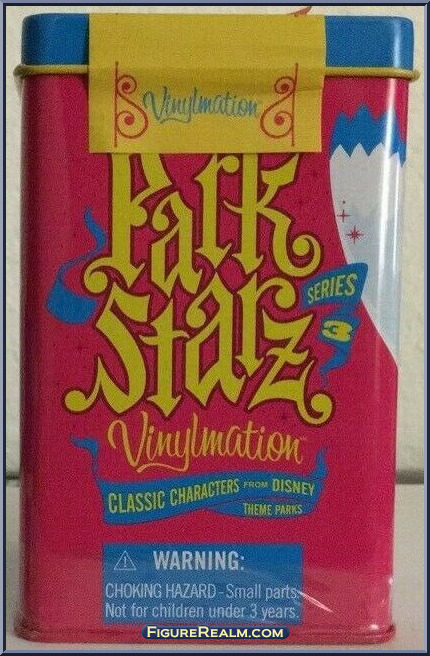 Vinylmation
Park
Starz
SERIES
3
Vinylmation
CLASSIC CHARACTERS FROM DISNEY
THEME PARKS
⚠ WARNING:
CHOKING HAZARD - Small parts.
Not for children under 3 years.
FIGUREREALM.COM